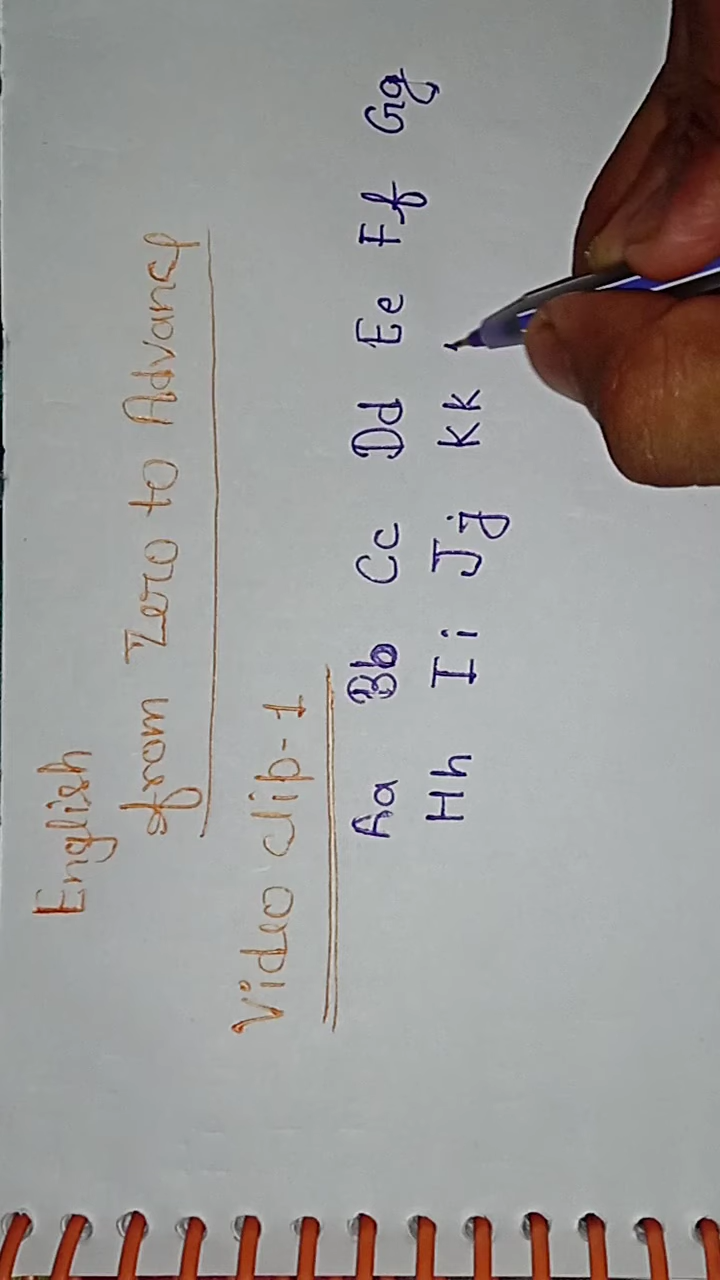 English
from Zero to Advance
Video clip-1
Aa Bb Cc Dd Ee Ff Gg
Hh Ii Jj Kk